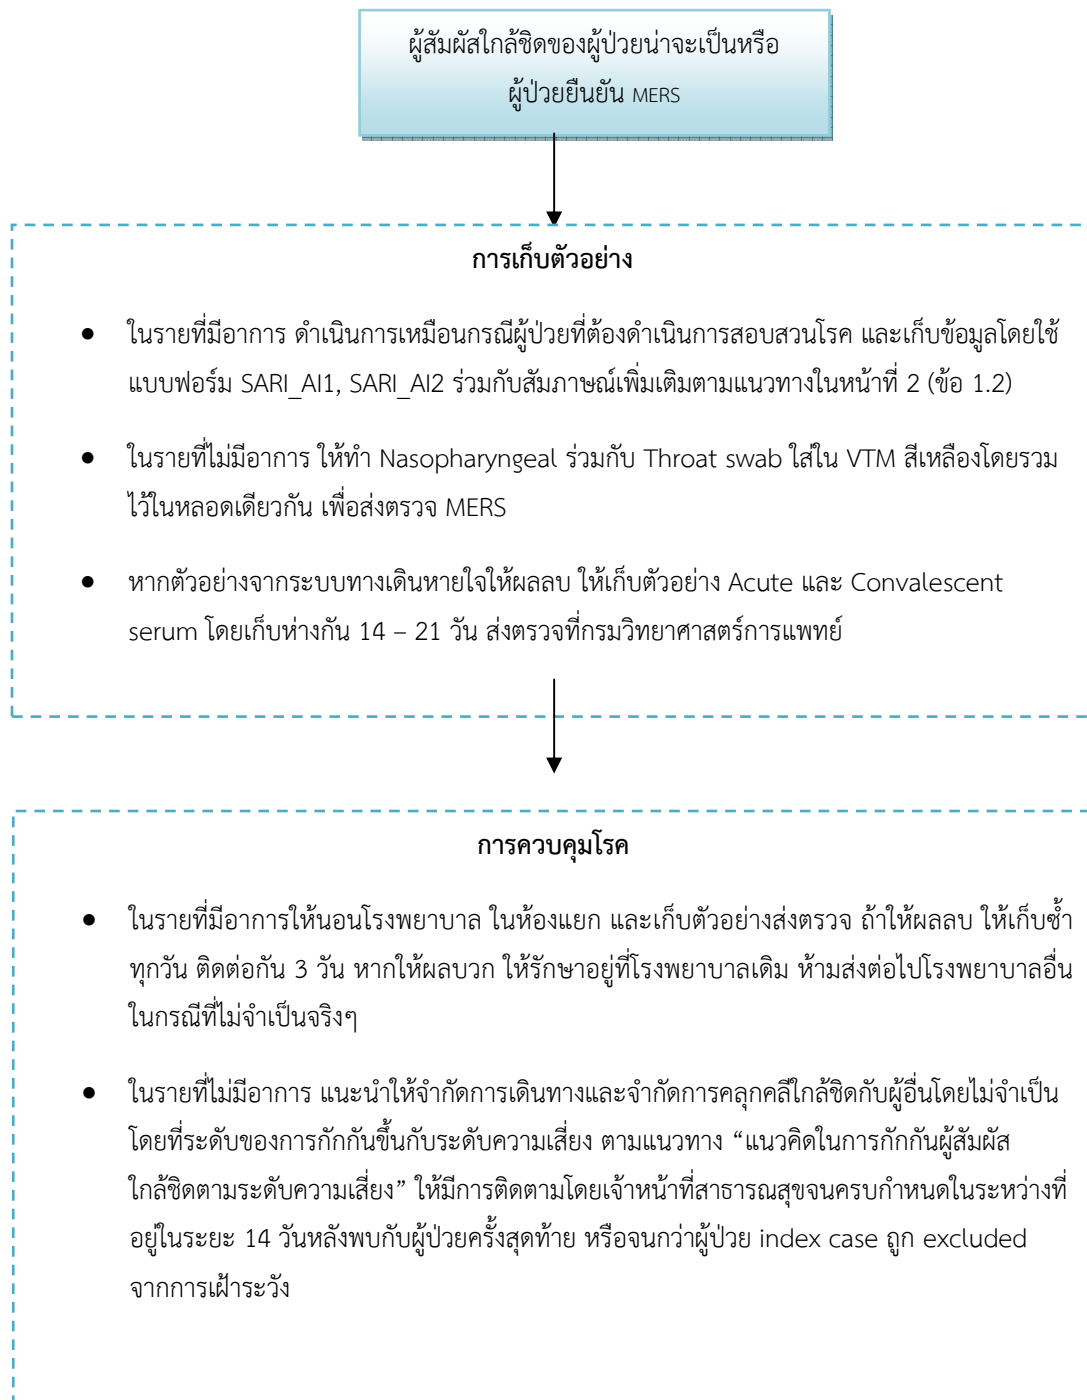 ผู้สัมผัสใกล้ชิดของผู้ป่วยน่าจะเป็นหรือ
ผู้ป่วยยืนยัน MERS
การเก็บตัวอย่าง
● ในรายที่มีอาการ ดำเนินการเหมือนกรณีผู้ป่วยที่ต้องดำเนินการสอบสวนโรค และเก็บข้อมูลโดยใช้
แบบฟอร์ม SARI_AI1, SARI_AI2 ร่วมกับสัมภาษณ์เพิ่มเติมตามแนวทางในหน้าที่ 2 (ข้อ 1.2)
● ในรายที่ไม่มีอาการ ให้ทำ Nasopharyngeal ร่วมกับ Throat swab ใส่ใน VTM สีเหลืองโดยรวม
ไว้ในหลอดเดียวกัน เพื่อส่งตรวจ MERS
● หากตัวอย่างจากระบบทางเดินหายใจให้ผลลบ ให้เก็บตัวอย่าง Acute และ Convalescent
serum โดยเก็บห่างกัน 14 – 21 วัน ส่งตรวจที่กรมวิทยาศาสตร์การแพทย์
การควบคุมโรค
● ในรายที่มีอาการให้นอนโรงพยาบาล ในห้องแยก และเก็บตัวอย่างส่งตรวจ ถ้าให้ผลลบ ให้เก็บซ้ำ
ทุกวัน ติดต่อกัน 3 วัน หากให้ผลบวก ให้รักษาอยู่ที่โรงพยาบาลเดิม ห้ามส่งต่อไปโรงพยาบาลอื่น
ในกรณีที่ไม่จำเป็นจริงๆ
● ในรายที่ไม่มีอาการ แนะนำให้จำกัดการเดินทางและจำกัดการคลุกคลีใกล้ชิดกับผู้อื่นโดยไม่จำเป็น
โดยที่ระดับของการกักกันขึ้นกับระดับความเสี่ยง ตามแนวทาง “แนวคิดในการกักกันผู้สัมผัส
ใกล้ชิดตามระดับความเสี่ยง” ให้มีการติดตามโดยเจ้าหน้าที่สาธารณสุขจนครบกำหนดในระหว่างที่
อยู่ในระยะ 14 วันหลังพบกับผู้ป่วยครั้งสุดท้าย หรือจนกว่าผู้ป่วย index case ถูก excluded
จากการเฝ้าระวัง